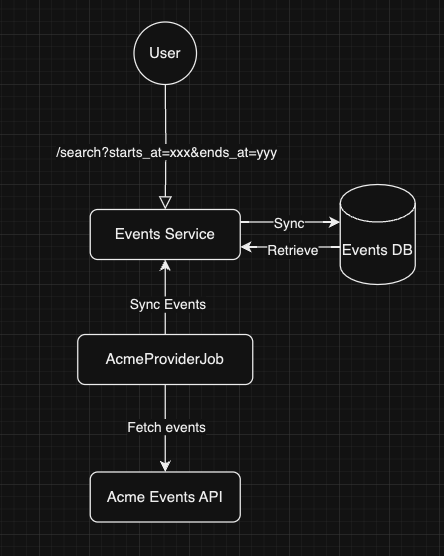 User
/search?starts_at=xxx&ends_at=yyy
Events Service
Sync
Retrieve
Events DB
Sync Events
AcmeProviderJob
Fetch events
Acme Events API